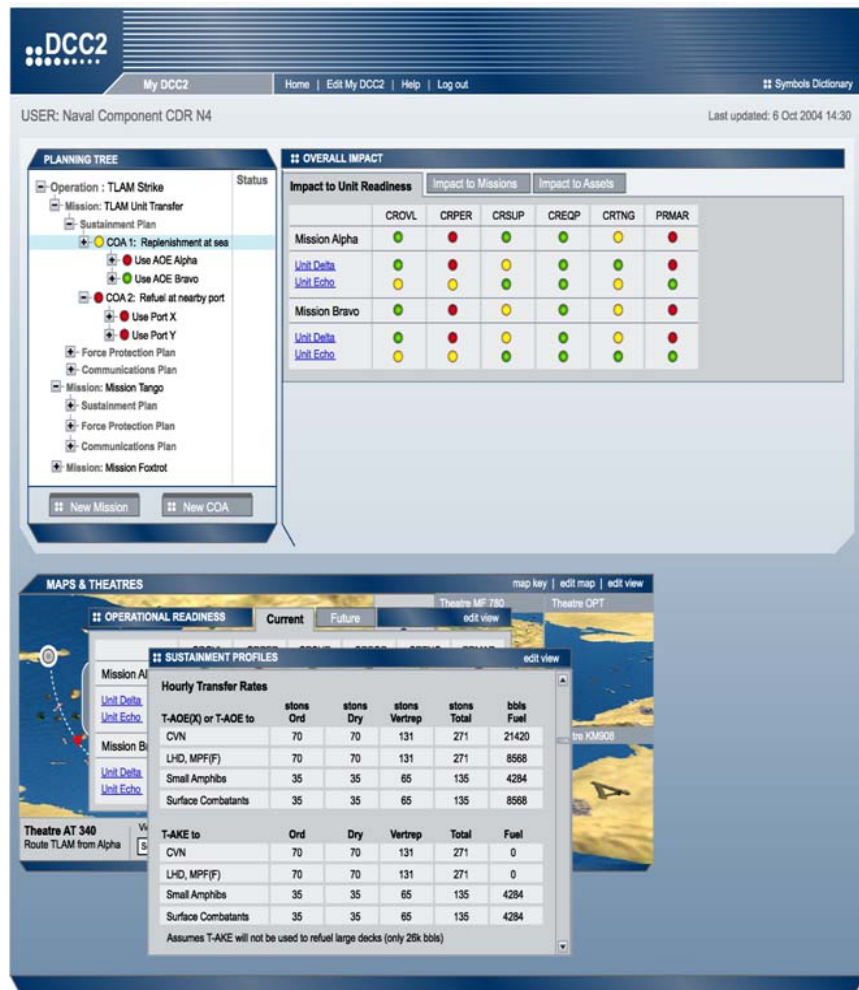 DCC2
My DCC2
Home | Edit My DCC2 | Help | Log out
Symbols Dictionary
USER: Naval Component CDR N4
Last updated: 6 Oct 2004 14:30
PLANNING TREE
Status
Operation : TLAM Strike
Mission: TLAM Unit Transfer
Sustainment Plan
COA 1: Replenishment at sea
Use AOE Alpha
Use AOE Bravo
COA 2: Refuel at nearby port
Use Port X
Use Port Y
Force Protection Plan
Communications Plan
Mission: Mission Tango
Sustainment Plan
Force Protection Plan
Communications Plan
Mission: Mission Foxtrot
New Mission
New COA
OVERALL IMPACT
Impact to Unit Readiness Impact to Missions Impact to Assets
CROVL CRPER CRSUP CREQP CRTNG PRMAR
Mission Alpha
Unit Delta
Unit Echo
Mission Bravo
Unit Delta
Unit Echo
MAPS & THEATRES
map key | edit map | edit view
Theatre MF 780
Theatre OPT
OPERATIONAL READINESS
Current Future
edit view
Mission Al
Unit Delta
Unit Echo
Mission B
Unit Delta
Unit Echo
tre KM908
Theatre AT 340
Route TLAM from Alpha
SUSTAINMENT PROFILES
edit view
Hourly Transfer Rates
stons stons stons stons bbls
T-AOE(X) or T-AOE to Ord Dry Vertrep Total Fuel
CVN 70 70 131 271 21420
LHD, MPF(F) 70 70 131 271 8568
Small Amphibs 35 35 65 135 4284
Surface Combatants 35 35 65 135 8568
T-AKE to Ord Dry Vertrep Total Fuel
CVN 70 70 131 271 0
LHD, MPF(F) 70 70 131 271 0
Small Amphibs 35 35 65 135 4284
Surface Combatants 35 35 65 135 4284
Assumes T-AKE will not be used to refuel large decks (only 26k bbls)